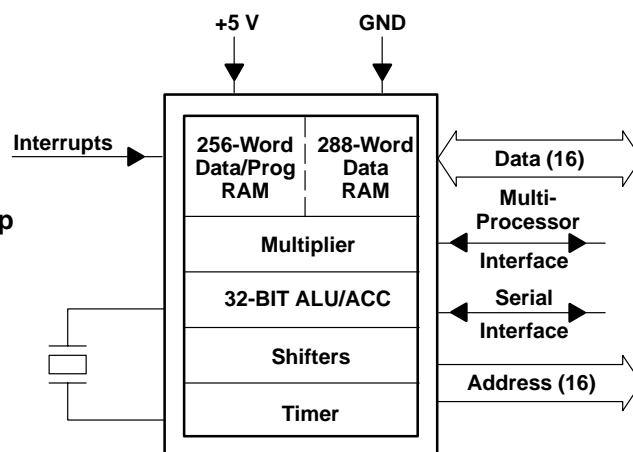 +5 V
GND
Interrupts
256-Word
Data/Prog
RAM
288-Word
Data
RAM
Data (16)
Multi-
Processor
Interface
p
Multiplier
32-BIT ALU/ACC
Serial
Interface
Shifters
Address (16)
Timer